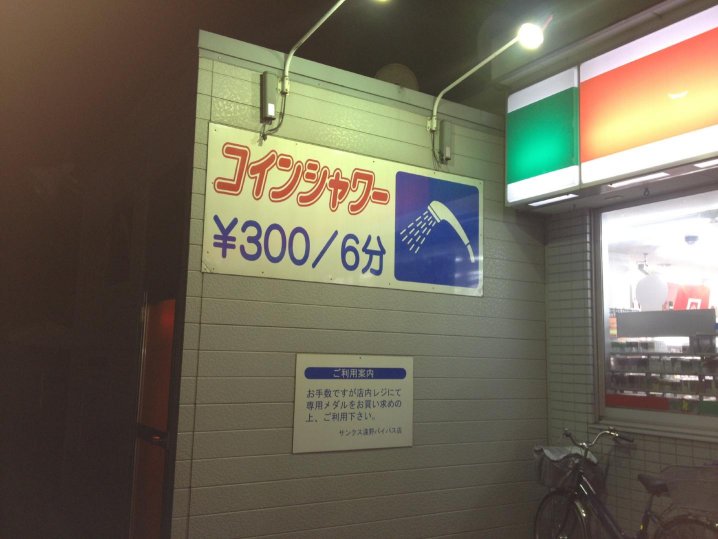 コインシャワー
¥300/6分
ご利用案内
お手数ですが店内レジにて
専用メダルをお買い求めの
上、ご利用下さい。
サンクス遠野バイパス店